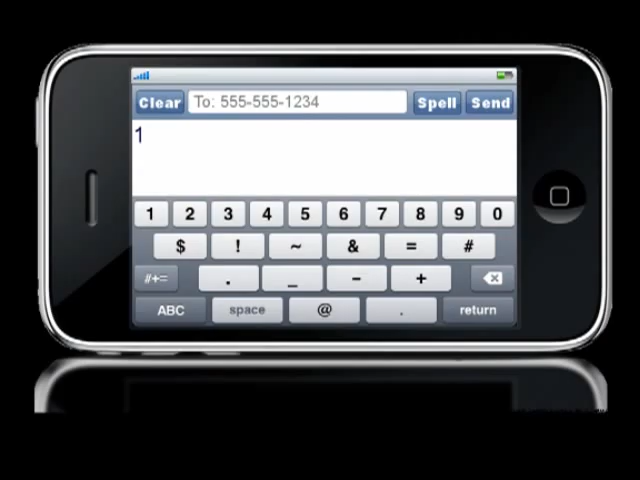 Clear To: 555-555-1234 Spell Send
1
1 2 3 4 5 6 7 8 9 0
$ ! ~ & = #
#+= . _ - +
ABC space @ . return